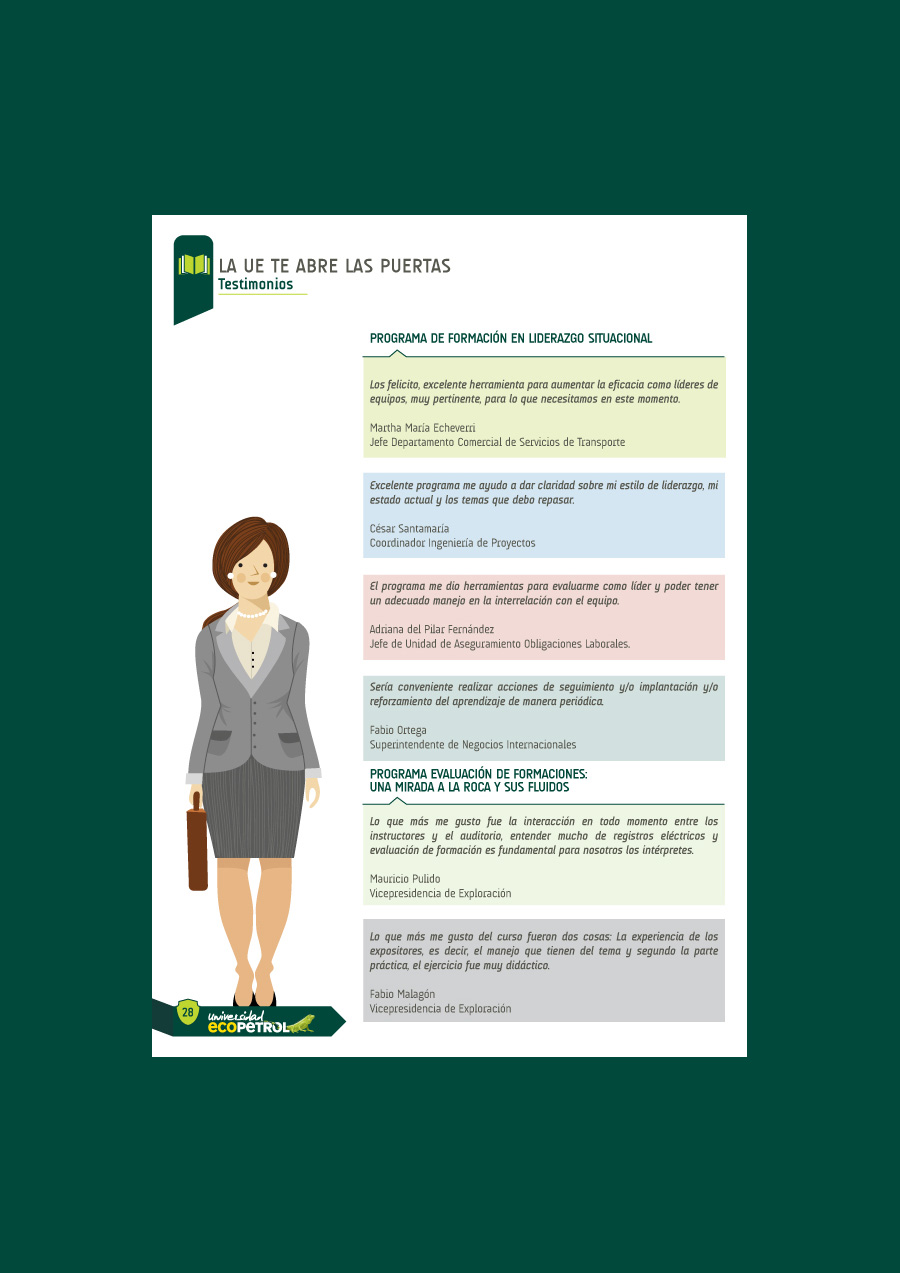 LA UE TE ABRE LAS PUERTAS
Testimonios
PROGRAMA DE FORMACIÓN EN LIDERAZGO SITUACIONAL
Los felicito, excelente herramienta para aumentar la eficacia como líderes de
equipos, muy pertinente, para lo que necesitamos en este momento.
Martha María Echeverri
Jefe Departamento Comercial de Servicios de Transporte
Excelente programa me ayudo a dar claridad sobre mi estilo de liderazgo, mi
estado actual y los temas que debo repasar.
César Santamaría
Coordinador Ingeniería de Proyectos
El programa me dio herramientas para evaluarme como líder y poder tener
un adecuado manejo en la interrelación con el equipo.
Adriana del Pilar Fernández
Jefe de Unidad de Aseguramiento Obligaciones Laborales.
Sería conveniente realizar acciones de seguimiento y/o implantación y/o
reforzamiento del aprendizaje de manera periódica.
Fabio Ortega
Superintendente de Negocios Internacionales
PROGRAMA EVALUACIÓN DE FORMACIONES:
UNA MIRADA A LA ROCA Y SUS FLUIDOS
Lo que más me gusto fue la interacción en todo momento entre los
instructores y el auditorio, entender mucho de registros eléctricos y
evaluación de formación es fundamental para nosotros los intérpretes.
Mauricio Pulido
Vicepresidencia de Exploración
Lo que más me gusto del curso fueron dos cosas: La experiencia de los
expositores, es decir, el manejo que tienen del tema y segundo la parte
práctica, el ejercicio fue muy didáctico.
Fabio Malagón
Vicepresidencia de Exploración
28
universidad
ECOPETROL